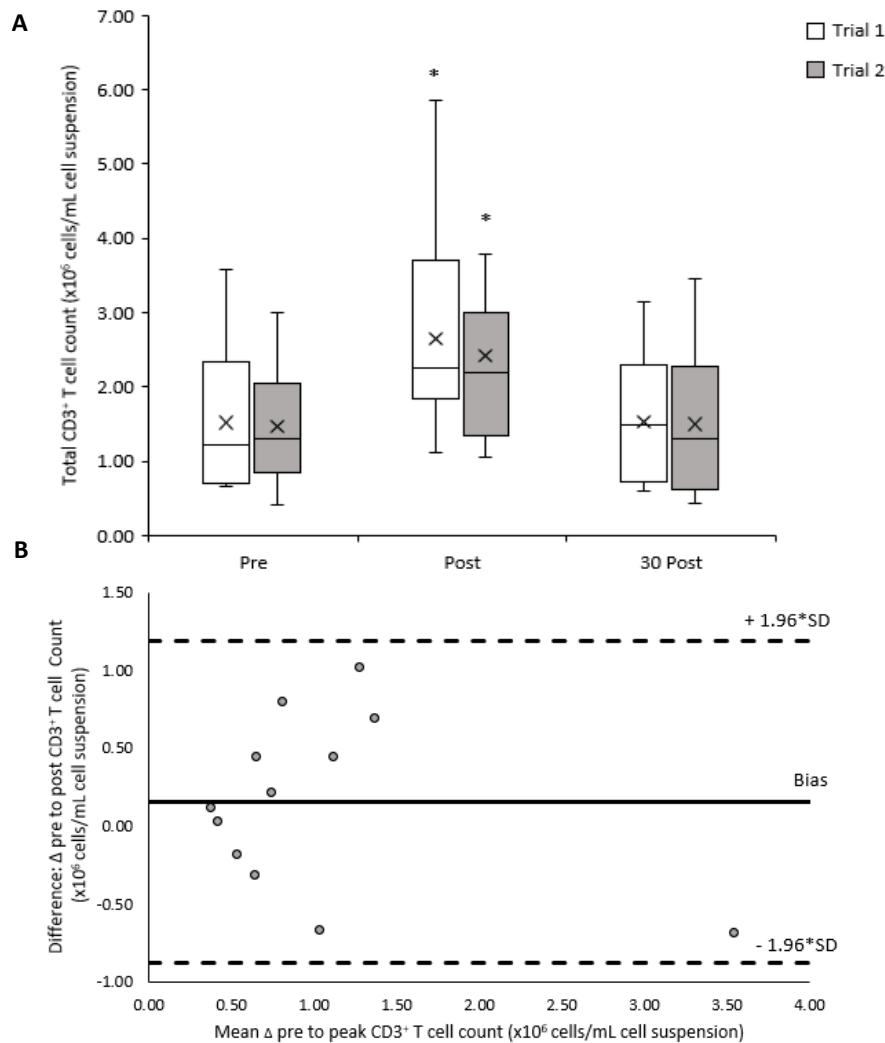 A
7.00
6.00
5.00
4.00
3.00
2.00
1.00
0.00
Total CD3⁺ T cell count (x10⁶ cells/mL cell suspension)
*
*
Trial 1
Trial 2
Pre
Post
30 Post
B
1.50
1.00
0.50
0.00
-0.50
-1.00
Difference: Δ pre to post CD3⁺ T cell Count
(x10⁶ cells/mL cell suspension)
+ 1.96*SD
Bias
- 1.96*SD
0.00 0.50 1.00 1.50 2.00 2.50 3.00 3.50 4.00
Mean Δ pre to peak CD3⁺ T cell count (x10⁶ cells/mL cell suspension)